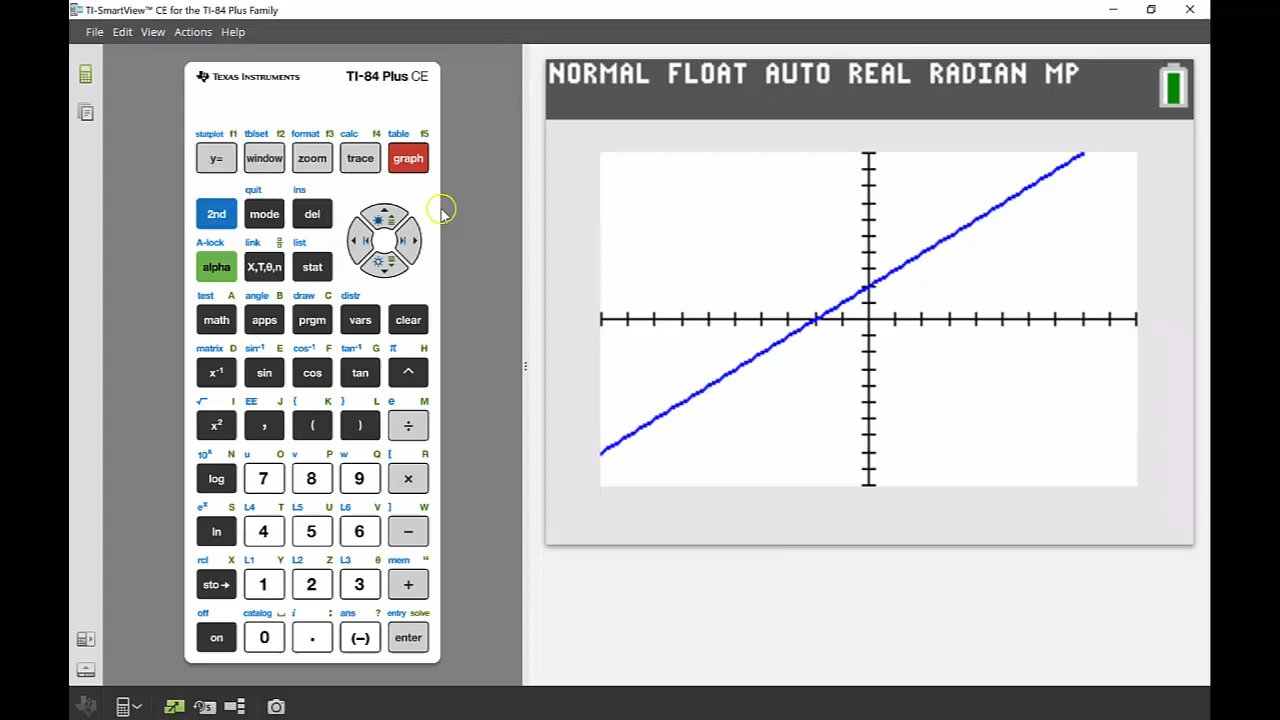 TI-SmartView™ CE for the TI-84 Plus Family
File Edit View Actions Help
TEXAS INSTRUMENTS TI-84 Plus CE
NORMAL FLOAT AUTO REAL RADIAN MP
statplot f1 tblset f2 format f3 calc f4 table f5
y= window zoom trace graph
quit ins
2nd mode del
A-lock link list
alpha X,T,θ,n stat
test A angle B draw C distr
math apps prgm vars clear
matrix D sin⁻¹ E cos⁻¹ F tan⁻¹ G π H
x⁻¹ sin cos tan ^
√ I EE J { K } L e M
x² , ( ) ÷
10ˣ N u O v P w Q [ R
log 7 8 9 ×
eˣ S L4 T L5 U L6 V ] W
ln 4 5 6 −
rcl X L1 Y L2 Z L3 θ mem "
sto→ 1 2 3 +
off catalog ⎵ i : ans ? entry solve
on 0 . (−) enter